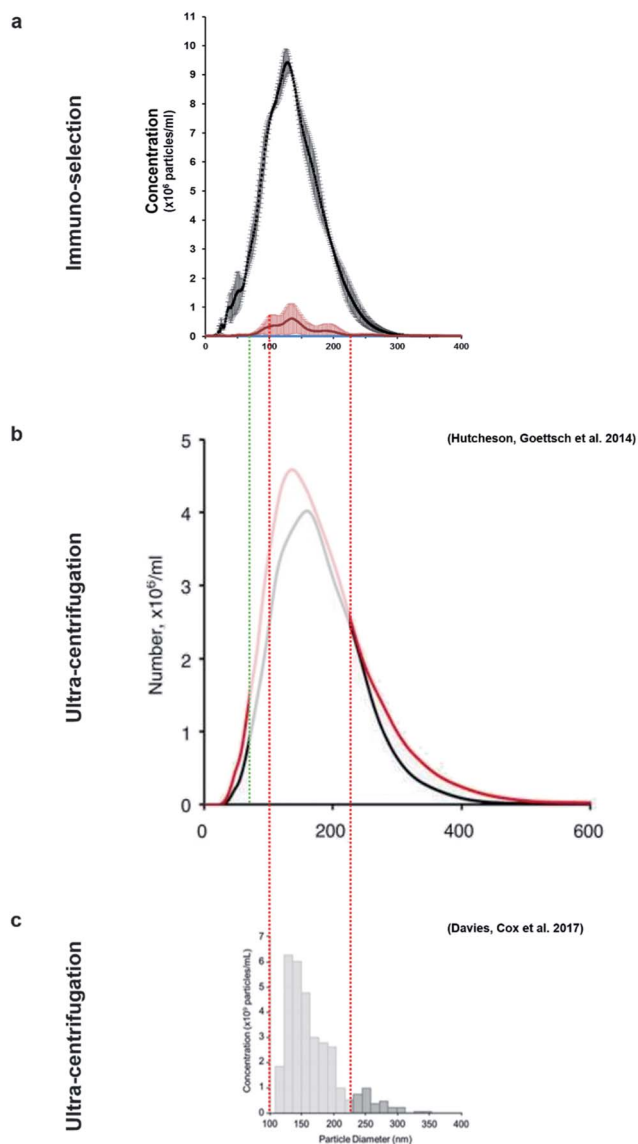 a
Immuno-selection
Concentration
(x10⁶ particles/ml)
11
10
9
8
7
6
5
4
3
2
1
0
0 100 200 300 400
b
(Hutcheson, Goettsch et al. 2014)
Ultra-centrifugation
Number, x10⁶/ml
5
4
3
2
1
0
0 200 400 600
c
(Davies, Cox et al. 2017)
Ultra-centrifugation
Concentration (x10⁹ particles/mL)
7
6
5
4
3
2
1
0
100 150 200 250 300 350 400
Particle Diameter (nm)